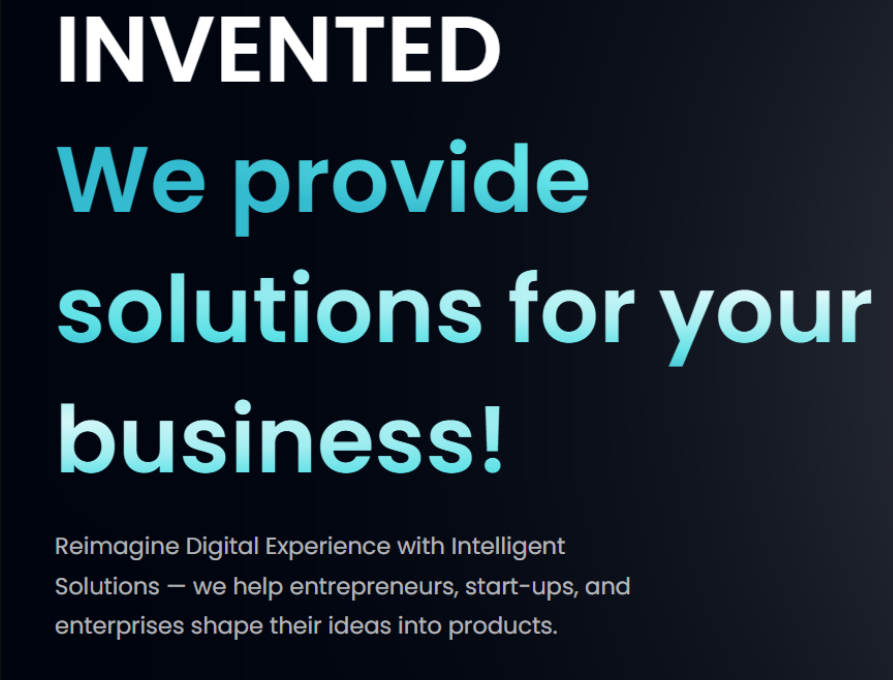 INVENTED
We provide
solutions for your
business!
Reimagine Digital Experience with Intelligent
Solutions — we help entrepreneurs, start-ups, and
enterprises shape their ideas into products.